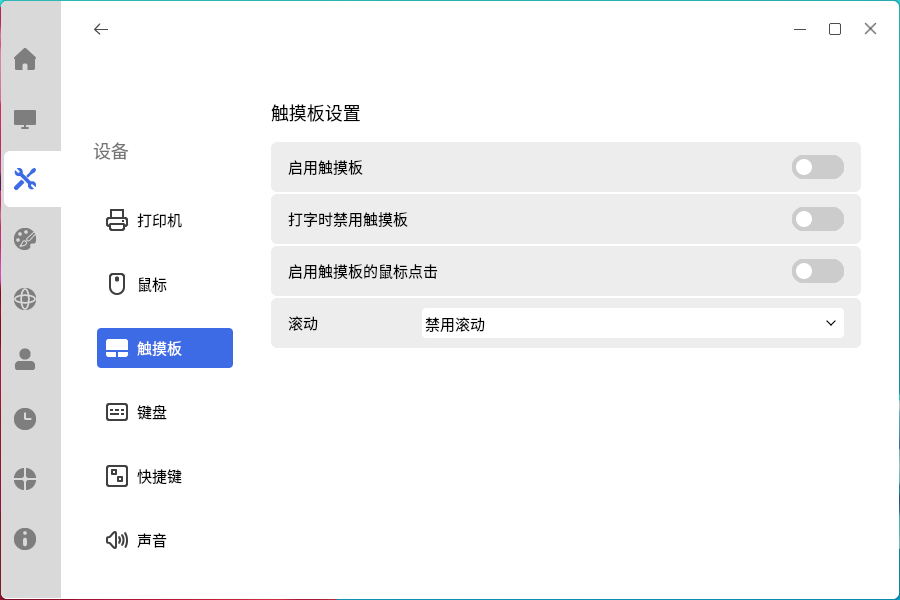 设备
打印机
鼠标
触摸板
键盘
快捷键
声音
触摸板设置
启用触摸板
打字时禁用触摸板
启用触摸板的鼠标点击
滚动
禁用滚动